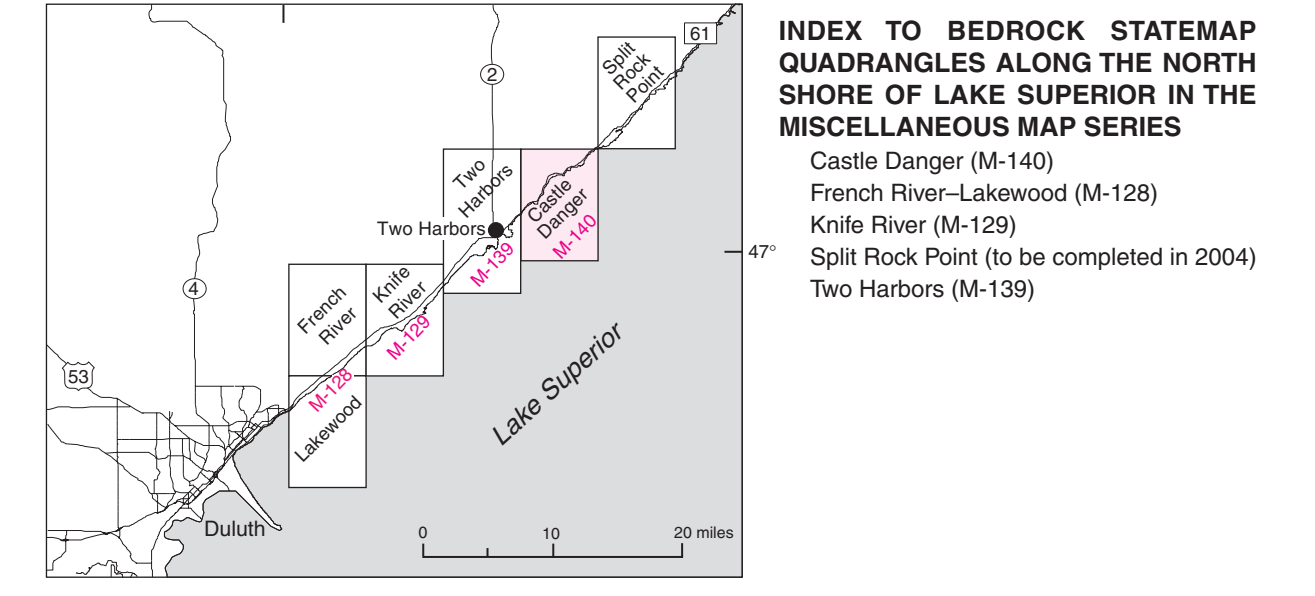 INDEX TO BEDROCK STATEMAP
QUADRANGLES ALONG THE NORTH
SHORE OF LAKE SUPERIOR IN THE
MISCELLANEOUS MAP SERIES
Castle Danger (M-140)
French River–Lakewood (M-128)
Knife River (M-129)
Split Rock Point (to be completed in 2004)
Two Harbors (M-139)
61
2
Split
Rock
Point
Two
Harbors
Castle
Danger
M-140
Two Harbors
M-139
47°
4
French
River
Knife
River
M-129
53
M-128
Lakewood
Lake Superior
Duluth
0 10 20 miles